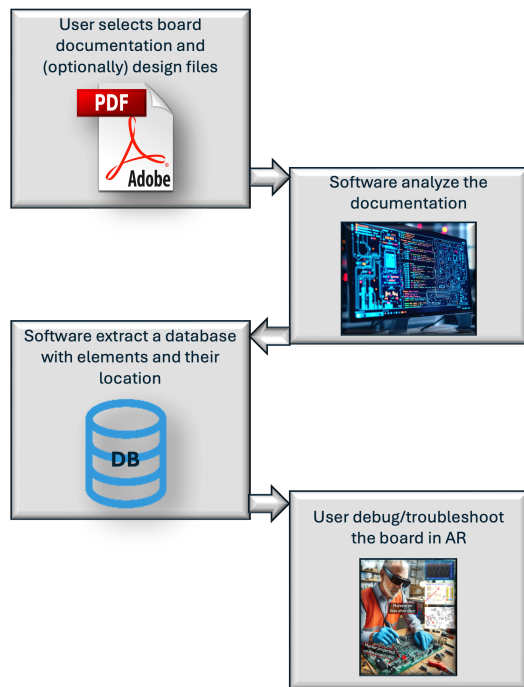 User selects board
documentation and
(optionally) design files
PDF
Adobe
Software analyze the
documentation
Software extract a database
with elements and their
location
DB
User debug/troubleshoot
the board in AR